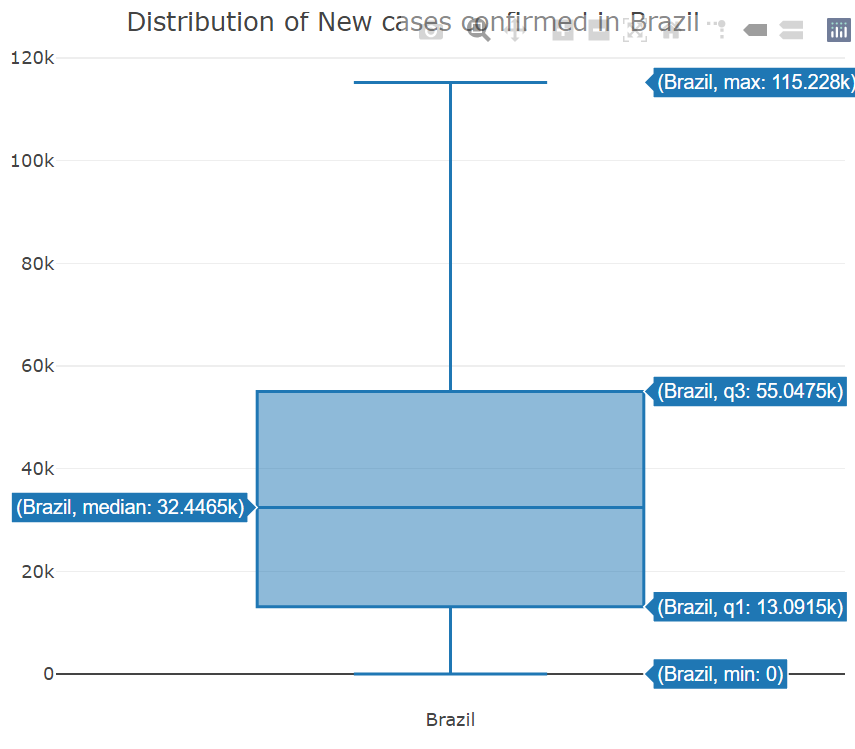 Distribution of New cases confirmed in Brazil
120k
(Brazil, max: 115.228k)
100k
80k
60k
(Brazil, q3: 55.0475k)
40k
(Brazil, median: 32.4465k)
20k
(Brazil, q1: 13.0915k)
0
(Brazil, min: 0)
Brazil